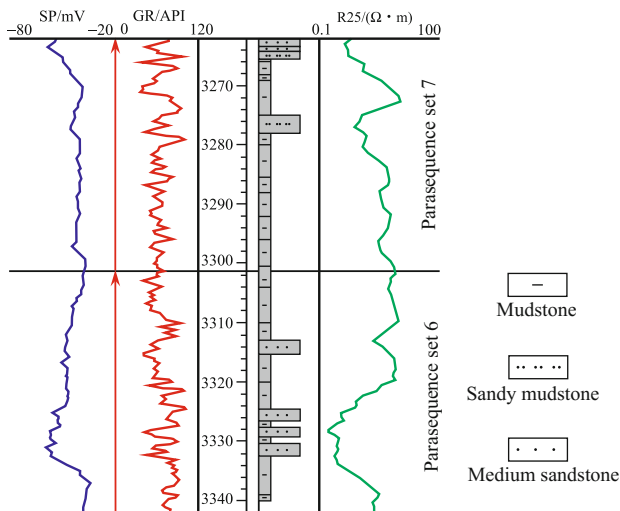 SP/mV GR/API R25/(Ω • m)
−80 −20 0 120 0.1 100
3270
3280
3290
3300
3310
3320
3330
3340
Parasequence set 7
Parasequence set 6
Mudstone
Sandy mudstone
Medium sandstone